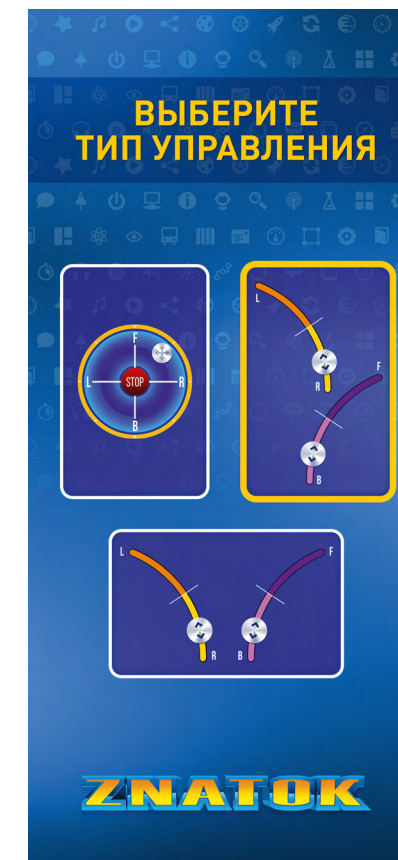 ВЫБЕРИТЕ
ТИП УПРАВЛЕНИЯ
F
L STOP R
B
L
R
F
B
L F
R B
ZNATOK